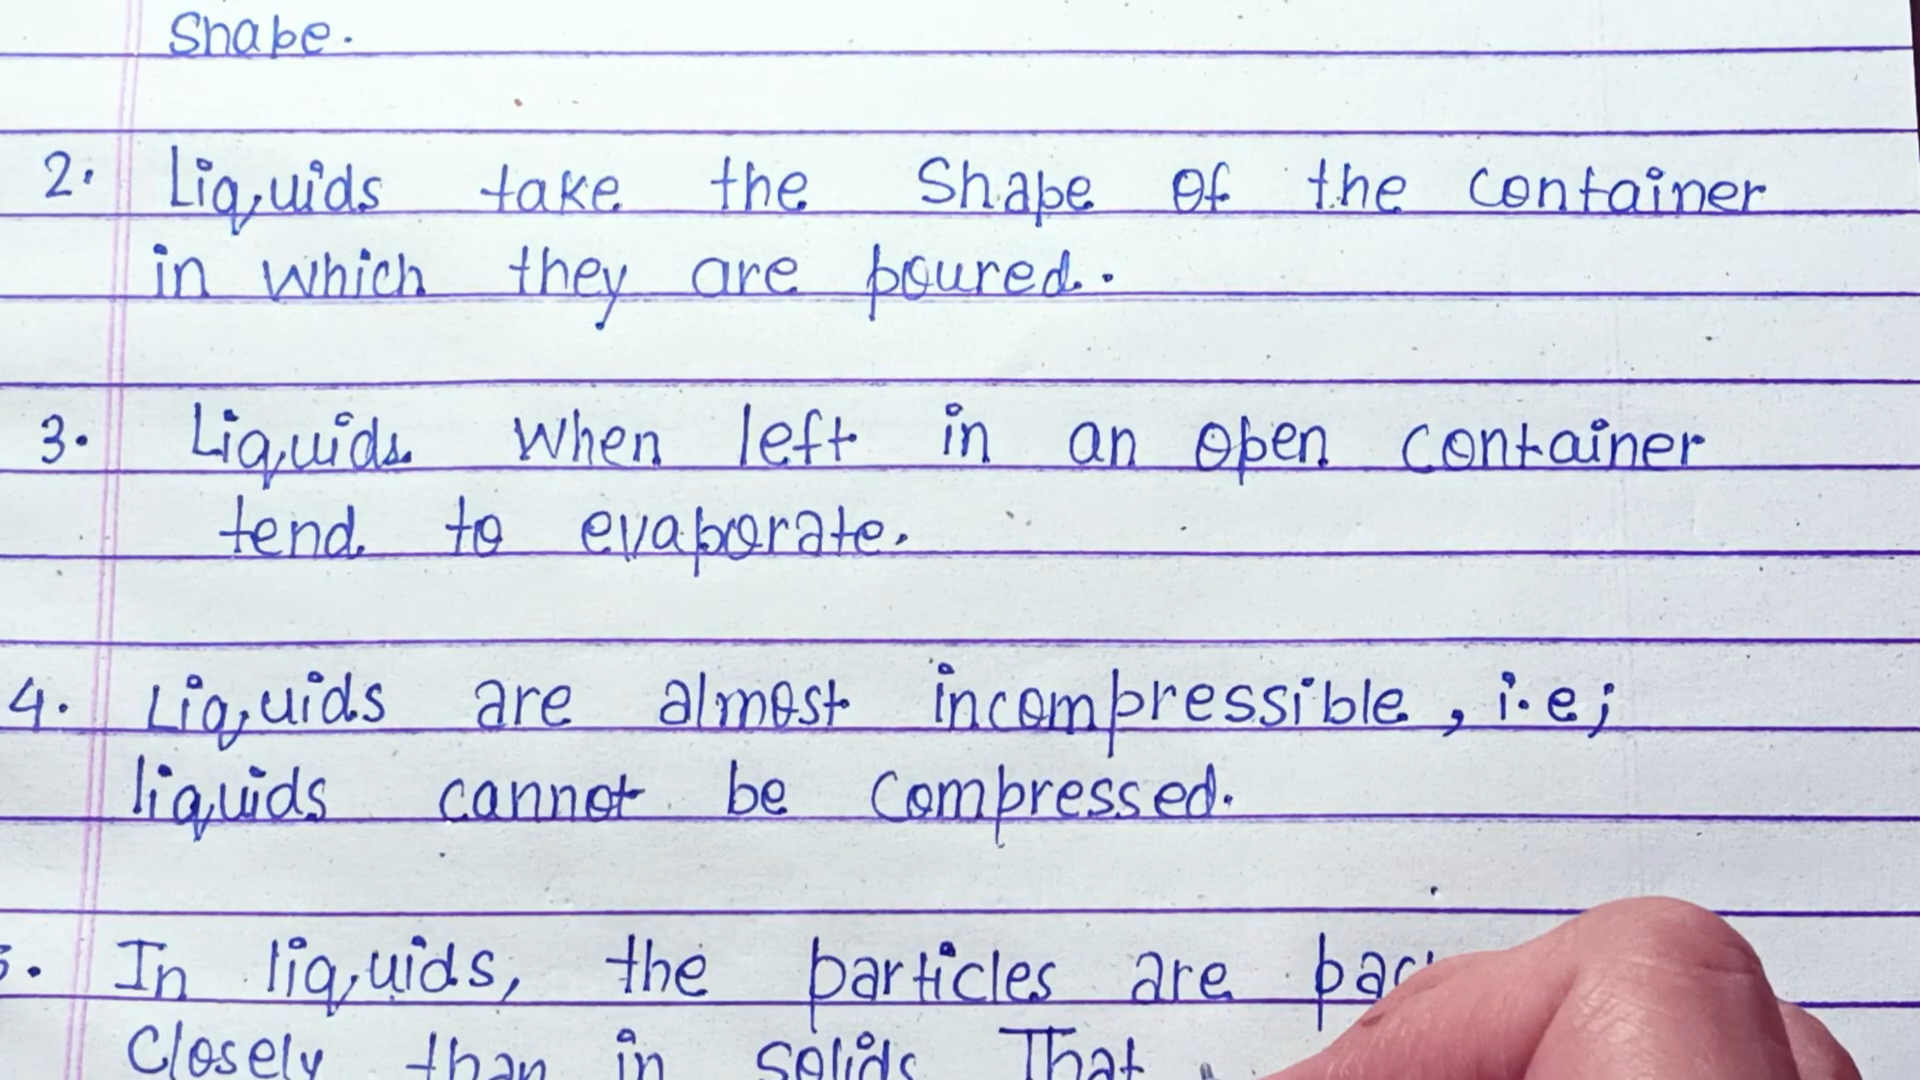 Shape.
2. Liquids take the Shape of the container
in which they are poured.
3. Liquids when left in an open container
tend to evaporate.
4. Liquids are almost incompressible, i.e;
liquids cannot be compressed.
In liquids, the particles are
Closely than in solids. That